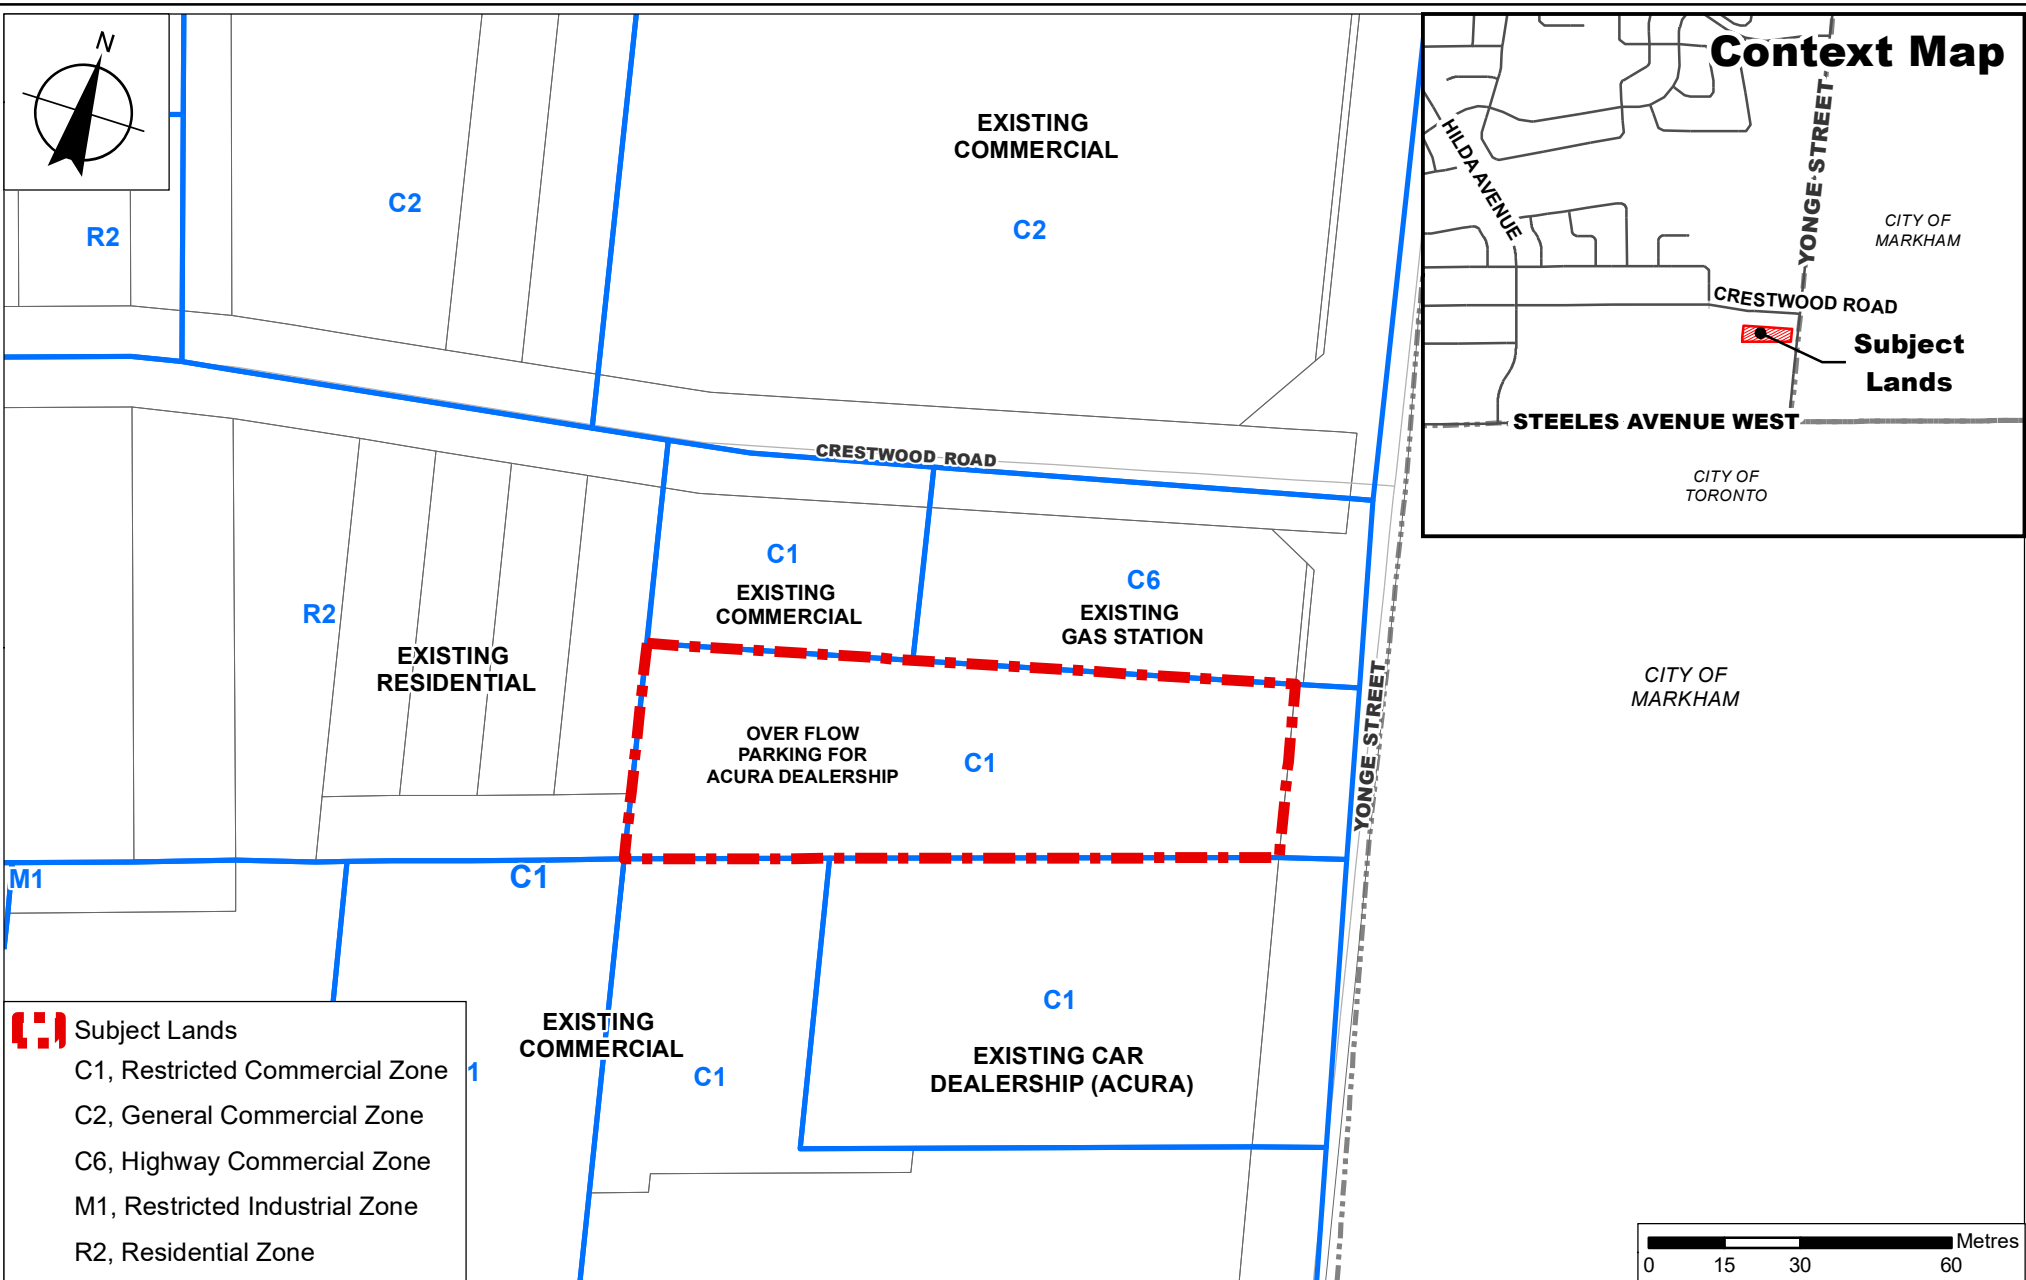 N
Context Map
HILDA AVENUE
YONGE STREET
CITY OF
MARKHAM
CRESTWOOD ROAD
Subject
Lands
STEELES AVENUE WEST
CITY OF
TORONTO
EXISTING
COMMERCIAL
C2
C2
R2
CRESTWOOD ROAD
C1
EXISTING
COMMERCIAL
C6
EXISTING
GAS STATION
R2
EXISTING
RESIDENTIAL
OVER FLOW
PARKING FOR
ACURA DEALERSHIP
C1
YONGE STREET
CITY OF
MARKHAM
M1
C1
EXISTING
COMMERCIAL
C1
C1
EXISTING CAR
DEALERSHIP (ACURA)
1
Subject Lands
C1, Restricted Commercial Zone
C2, General Commercial Zone
C6, Highway Commercial Zone
M1, Restricted Industrial Zone
R2, Residential Zone
Metres
0 15 30 60